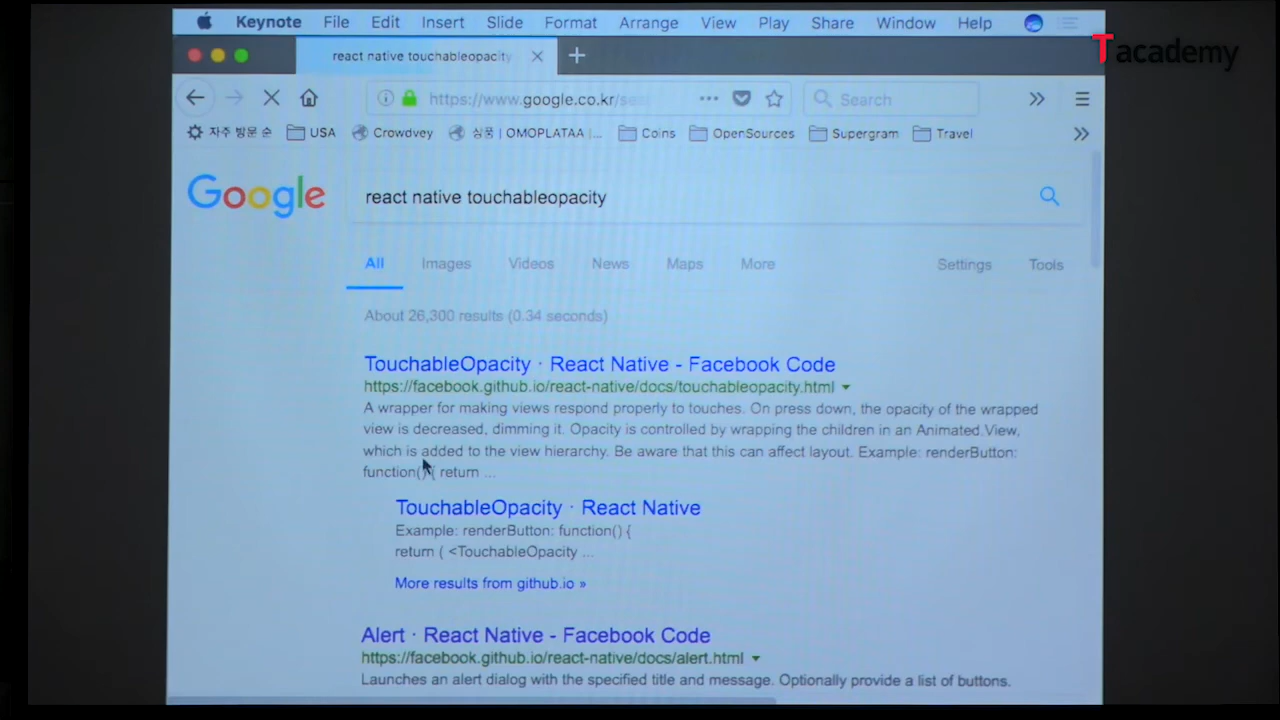 Keynote File Edit Insert Slide Format Arrange View Play Share Window Help
react native touchableopacity
Tacademy
https://www.google.co.kr/sea
Search
자주 방문 순 USA Crowdvey 싱품 | OMOPLATAA |... Coins OpenSources Supergram Travel
Google
react native touchableopacity
All Images Videos News Maps More Settings Tools
About 26,300 results (0.34 seconds)
TouchableOpacity · React Native - Facebook Code
https://facebook.github.io/react-native/docs/touchableopacity.html
A wrapper for making views respond properly to touches. On press down, the opacity of the wrapped
view is decreased, dimming it. Opacity is controlled by wrapping the children in an Animated.View,
which is added to the view hierarchy. Be aware that this can affect layout. Example: renderButton:
function() { return ...
TouchableOpacity · React Native
Example: renderButton: function() {
return ( <TouchableOpacity ...
More results from github.io »
Alert · React Native - Facebook Code
https://facebook.github.io/react-native/docs/alert.html
Launches an alert dialog with the specified title and message. Optionally provide a list of buttons.